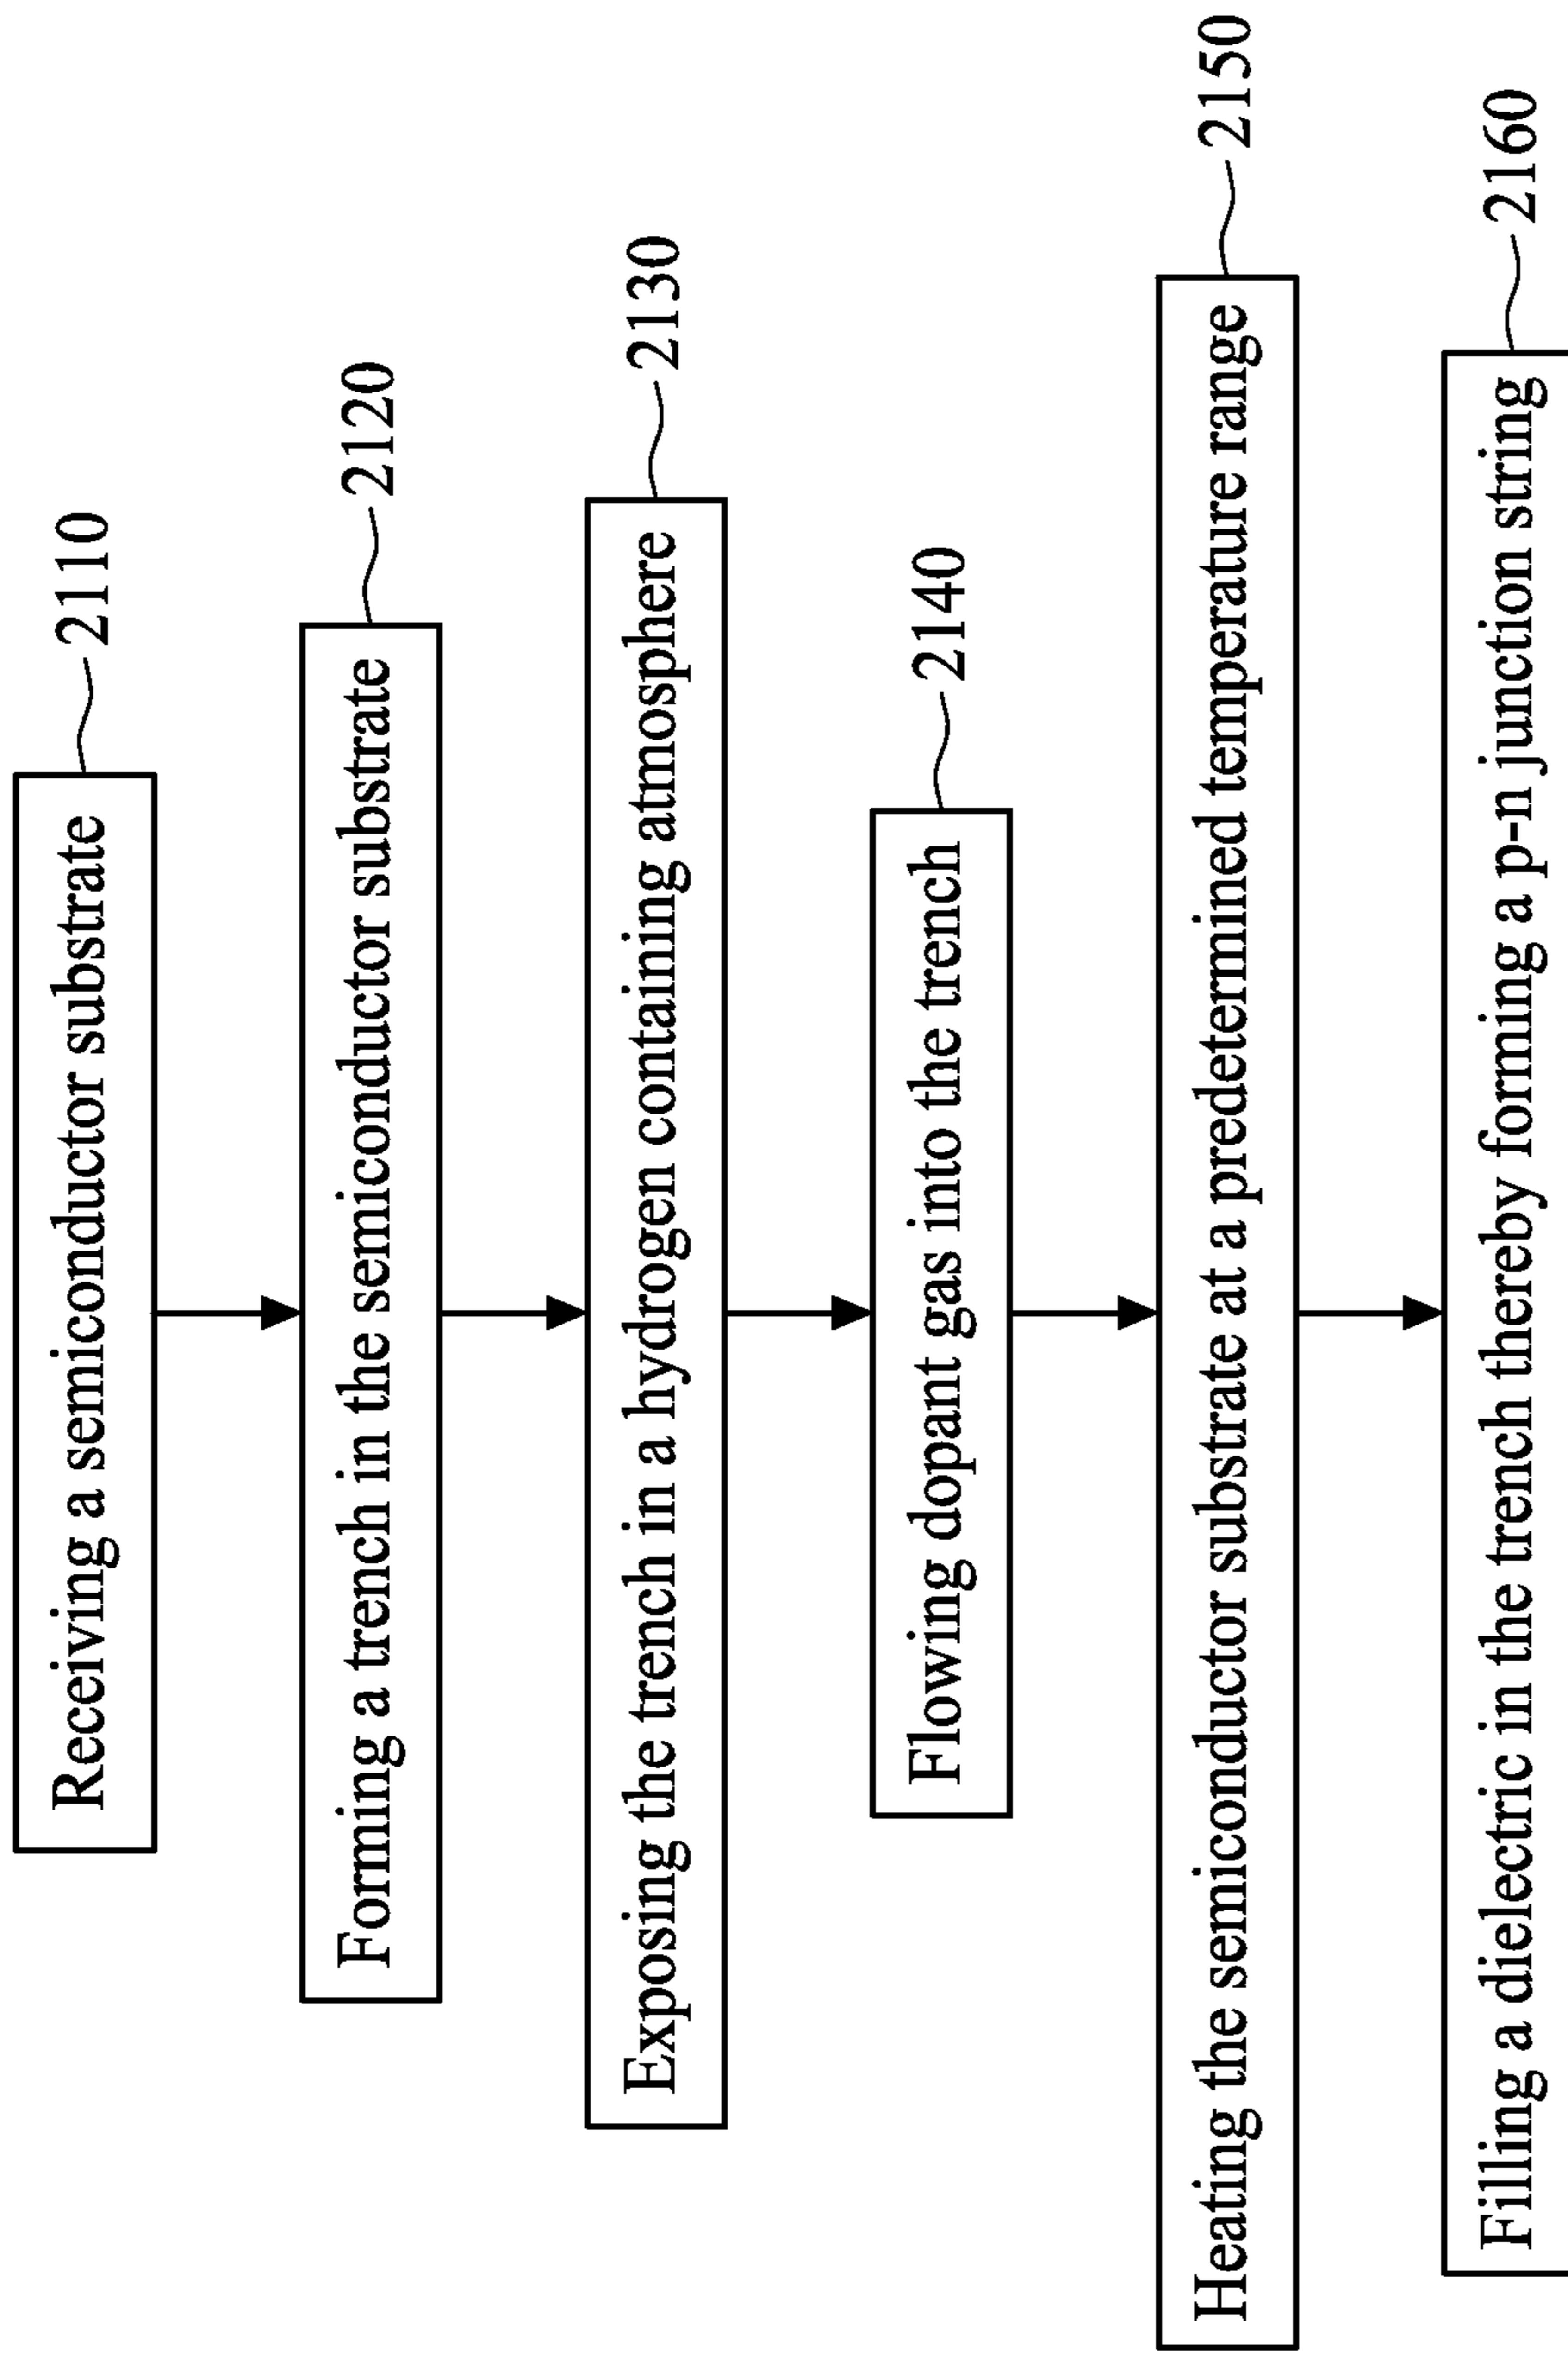 Receiving a semiconductor substrate
2110
Forming a trench in the semiconductor substrate
2120
Exposing the trench in a hydrogen containing atmosphere
2130
Flowing dopant gas into the trench
2140
Heating the semiconductor substrate at a predetermined temperature range
2150
Filling a dielectric in the trench thereby forming a p-n junction string
2160